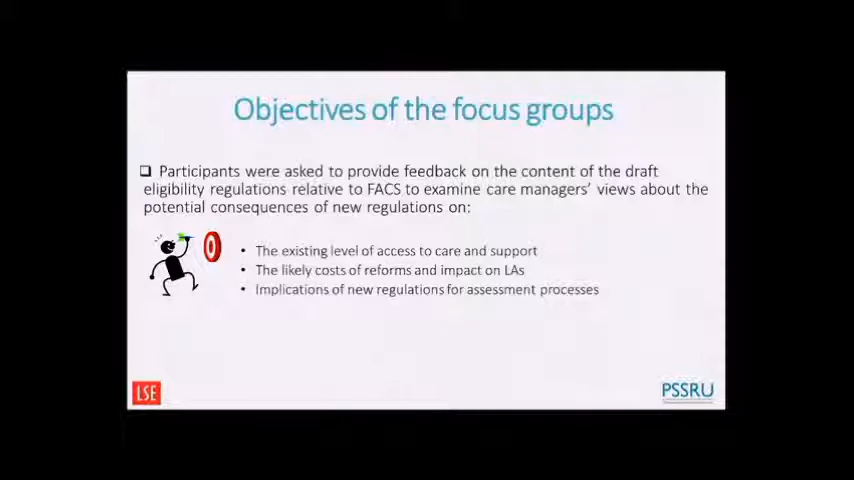 Objectives of the focus groups
❑ Participants were asked to provide feedback on the content of the draft
eligibility regulations relative to FACS to examine care managers’ views about the
potential consequences of new regulations on:
• The existing level of access to care and support
• The likely costs of reforms and impact on LAs
• Implications of new regulations for assessment processes
LSE
PSSRU